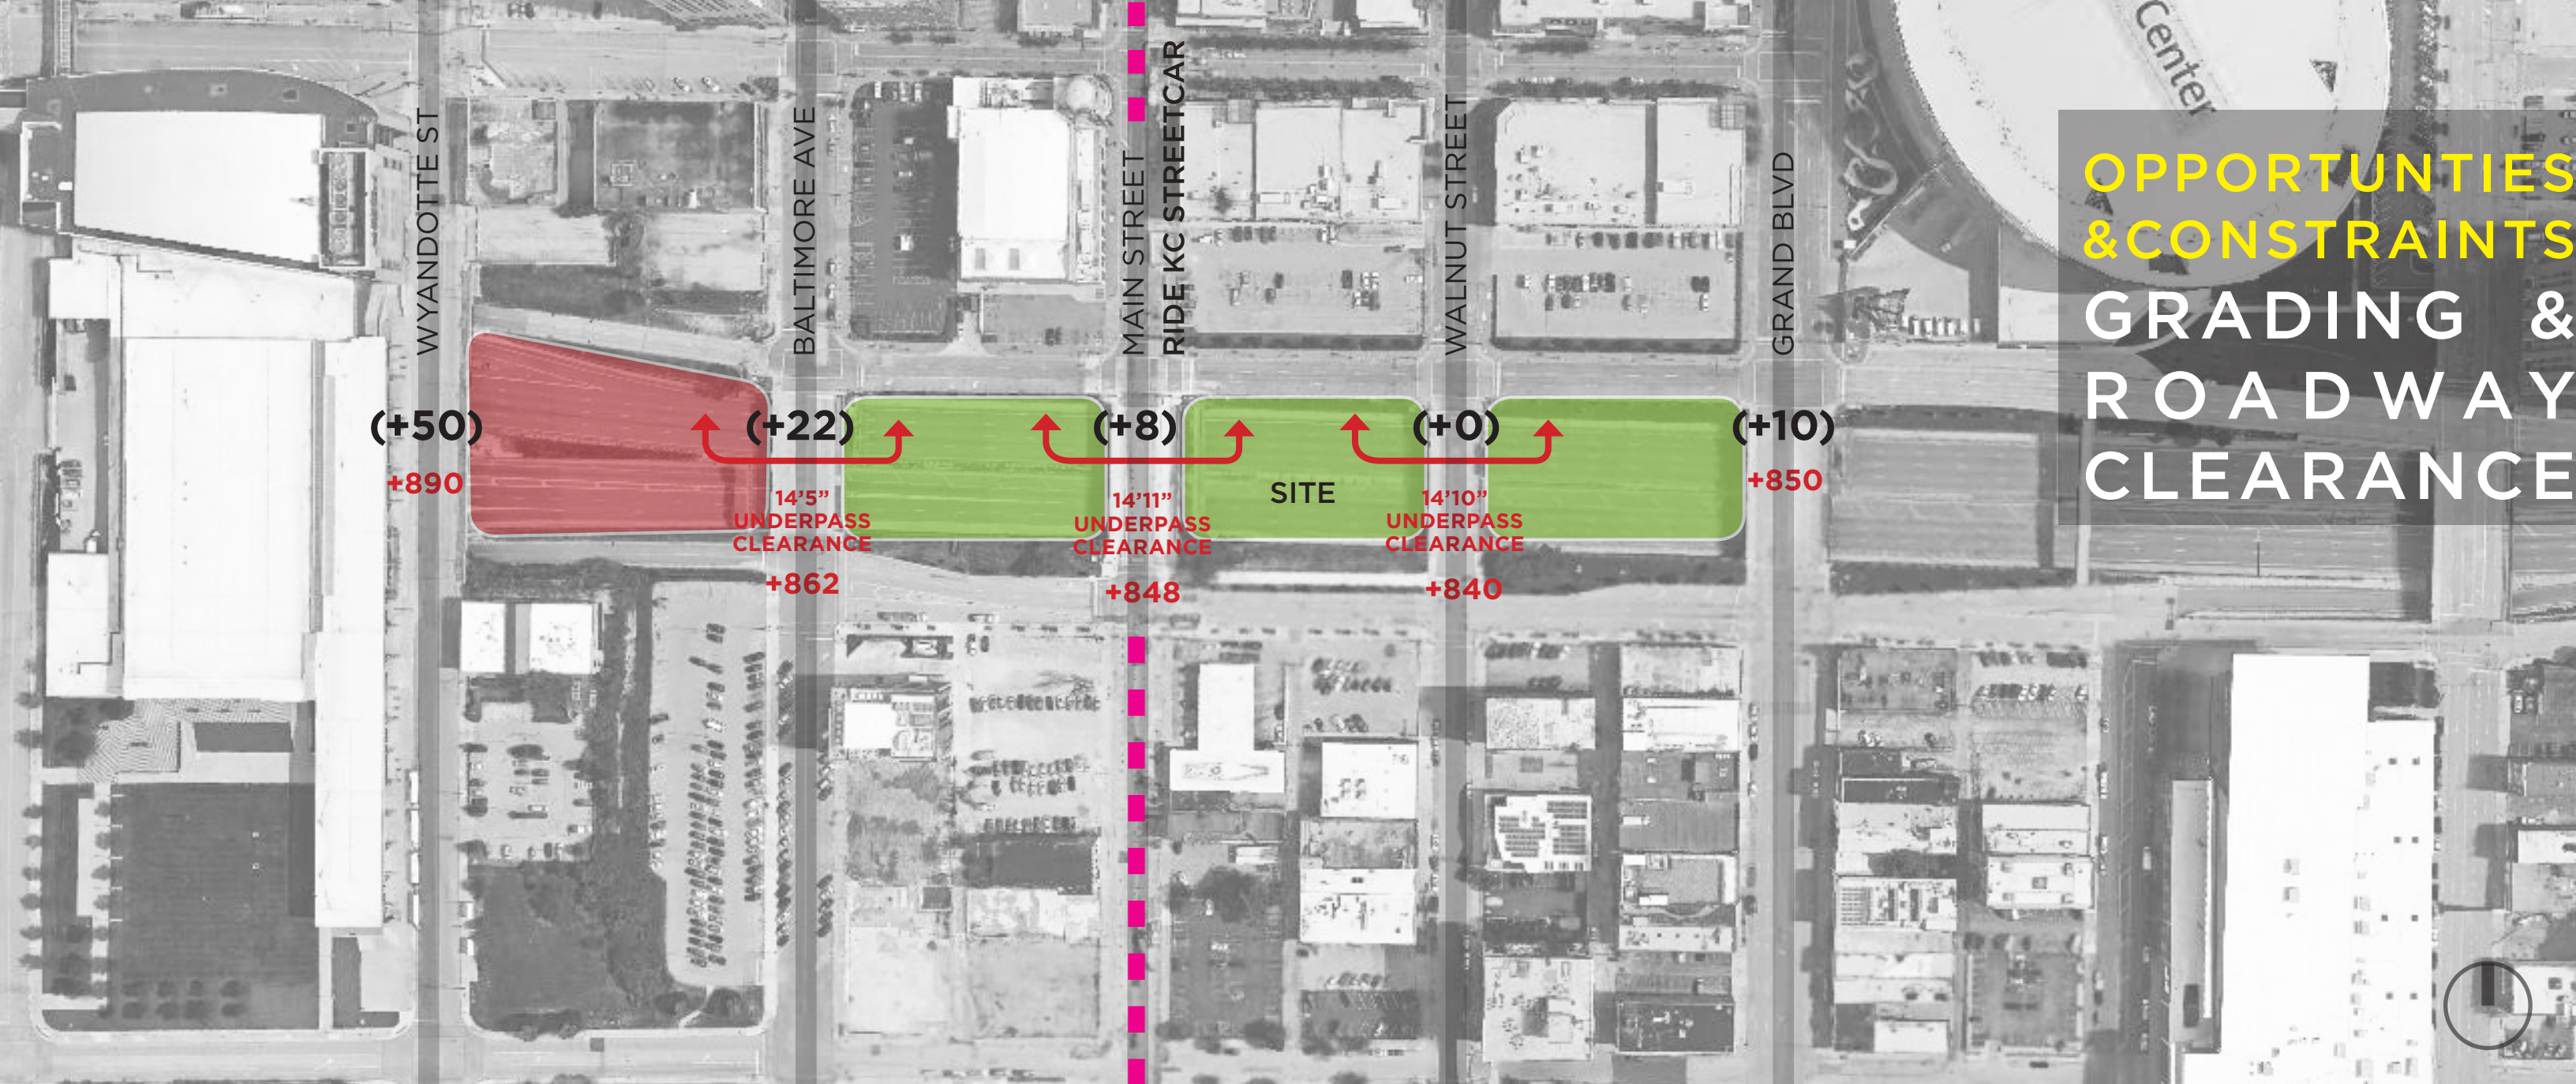 Center
WYANDOTTE ST
BALTIMORE AVE
MAIN STREET
RIDE KC STREETCAR
WALNUT STREET
GRAND BLVD
OPPORTUNTIES
&CONSTRAINTS
GRADING &
ROADWAY
CLEARANCE
(+50)
(+22)
(+8)
(+0)
(+10)
+890
+850
SITE
14'5"
UNDERPASS
CLEARANCE
+862
14'11"
UNDERPASS
CLEARANCE
+848
14'10"
UNDERPASS
CLEARANCE
+840